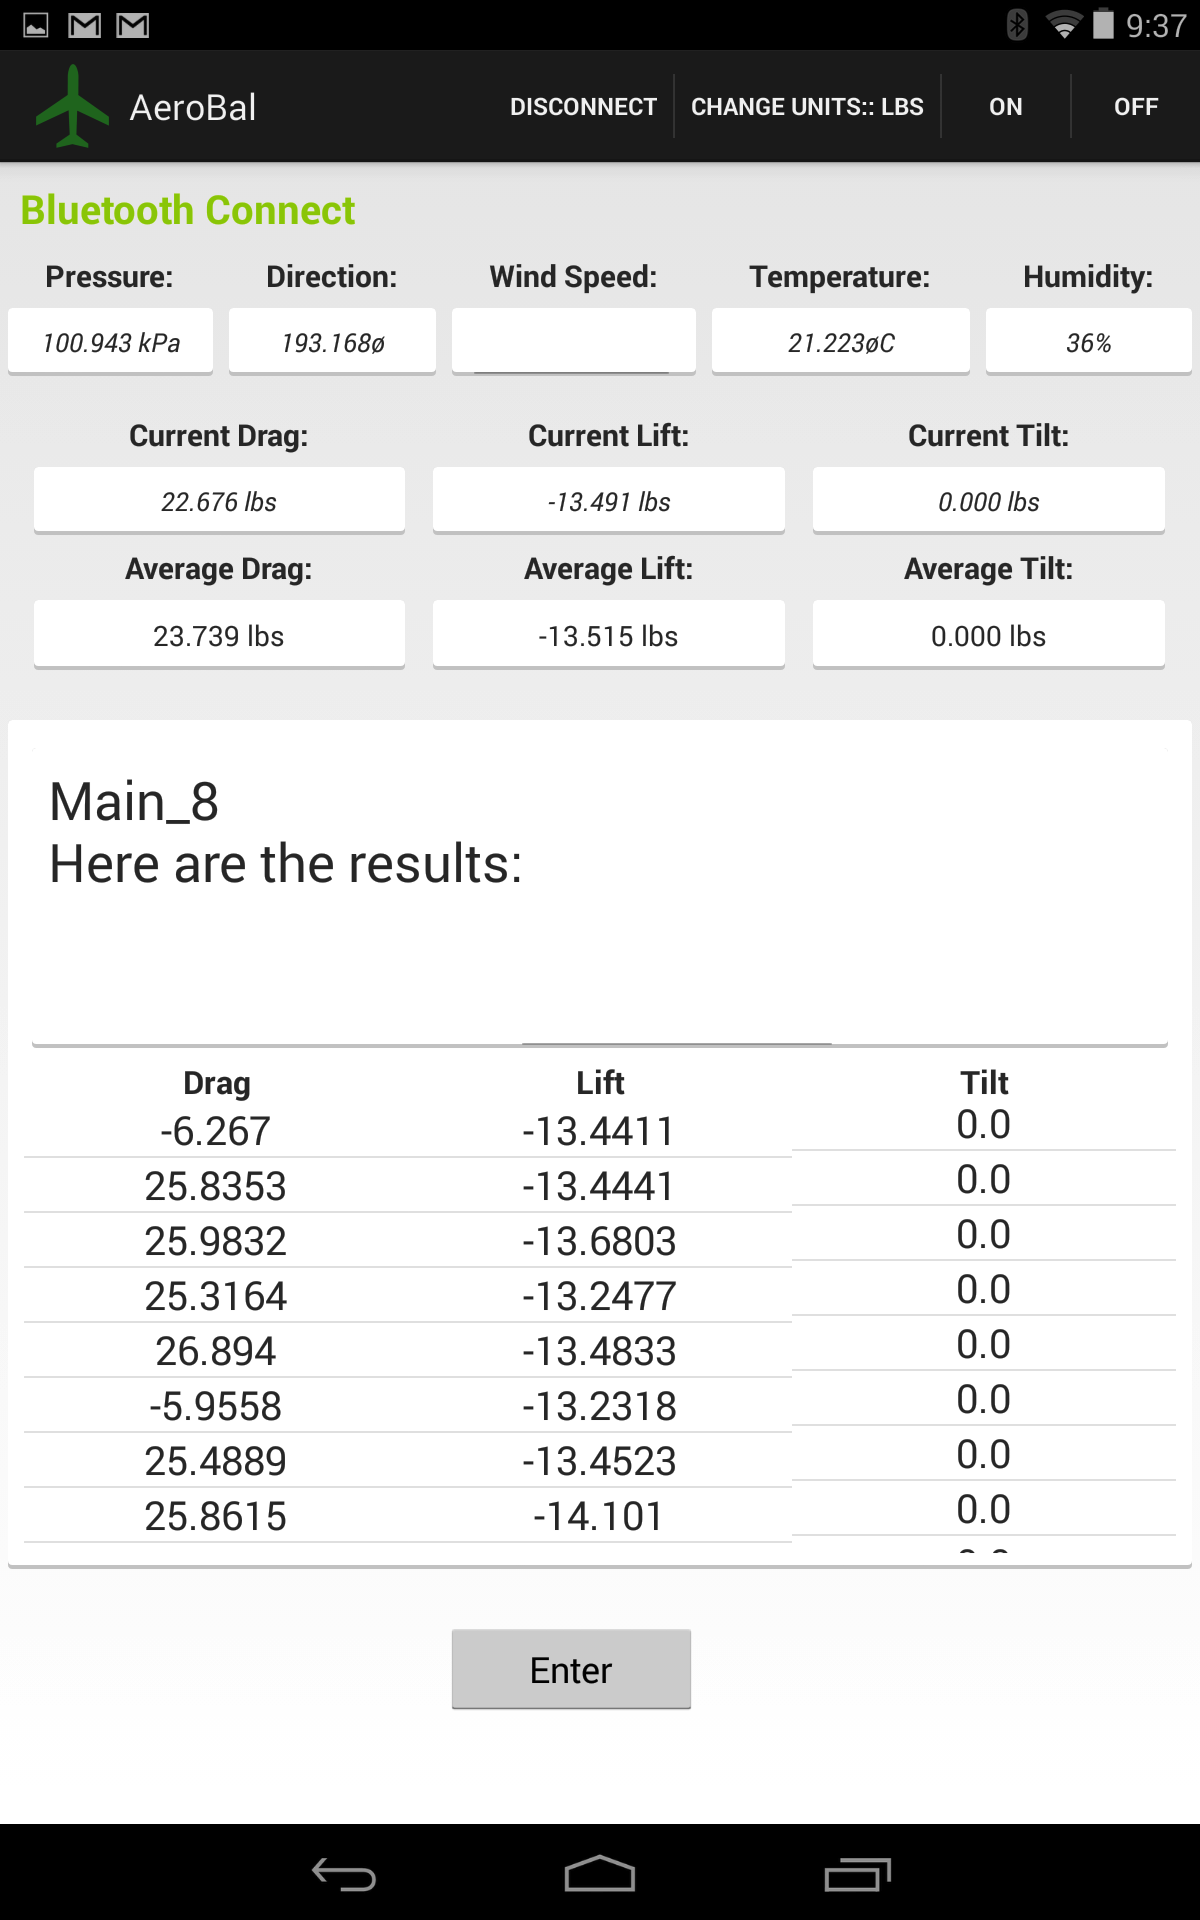 9:37
AeroBal DISCONNECT CHANGE UNITS:: LBS ON OFF
Bluetooth Connect
Pressure: Direction: Wind Speed: Temperature: Humidity:
100.943 kPa 193.168ø 21.223øC 36%
Current Drag: Current Lift: Current Tilt:
22.676 lbs -13.491 lbs 0.000 lbs
Average Drag: Average Lift: Average Tilt:
23.739 lbs -13.515 lbs 0.000 lbs
Main_8
Here are the results:
Drag Lift Tilt
-6.267 -13.4411 0.0
25.8353 -13.4441 0.0
25.9832 -13.6803 0.0
25.3164 -13.2477 0.0
26.894 -13.4833 0.0
-5.9558 -13.2318 0.0
25.4889 -13.4523 0.0
25.8615 -14.101 0.0
Enter